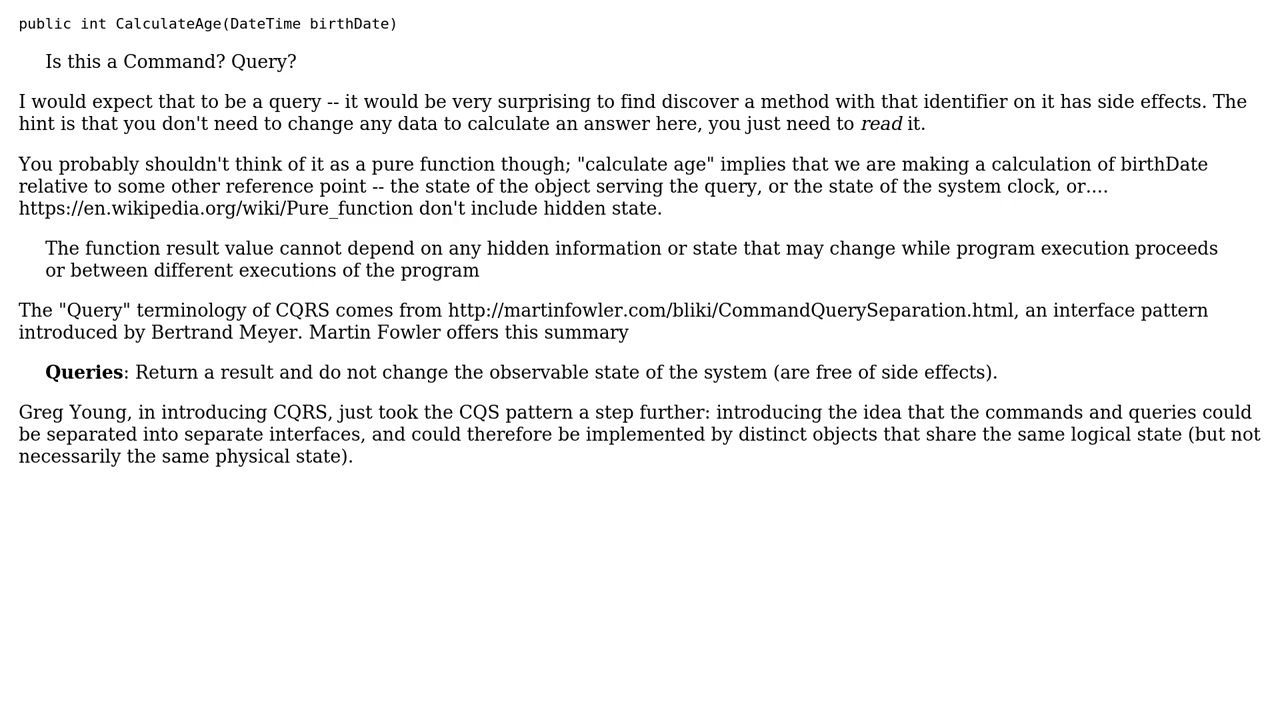 public int CalculateAge(DateTime birthDate)
Is this a Command? Query?
I would expect that to be a query -- it would be very surprising to find discover a method with that identifier on it has side effects. The
hint is that you don't need to change any data to calculate an answer here, you just need to read it.
You probably shouldn't think of it as a pure function though; "calculate age" implies that we are making a calculation of birthDate
relative to some other reference point -- the state of the object serving the query, or the state of the system clock, or....
https://en.wikipedia.org/wiki/Pure_function don't include hidden state.
The function result value cannot depend on any hidden information or state that may change while program execution proceeds
or between different executions of the program
The "Query" terminology of CQRS comes from http://martinfowler.com/bliki/CommandQuerySeparation.html, an interface pattern
introduced by Bertrand Meyer. Martin Fowler offers this summary
Queries: Return a result and do not change the observable state of the system (are free of side effects).
Greg Young, in introducing CQRS, just took the CQS pattern a step further: introducing the idea that the commands and queries could
be separated into separate interfaces, and could therefore be implemented by distinct objects that share the same logical state (but not
necessarily the same physical state).